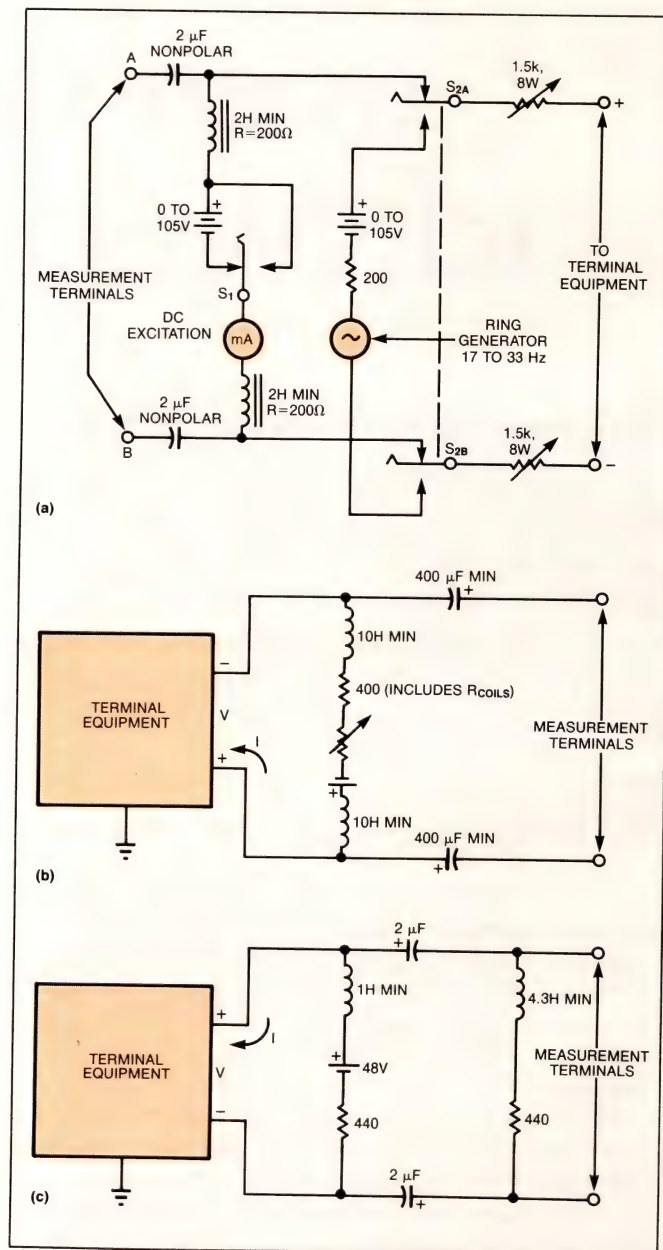 A
2 μF
NONPOLAR
2H MIN
R=200Ω
+
0 TO
105V
MEASUREMENT
TERMINALS
S1
DC
EXCITATION
mA
2 μF
NONPOLAR
2H MIN
R=200Ω
B
+
0 TO
105V
200
RING
GENERATOR
17 TO 33 Hz
S2A
1.5k,
8W
+
TO
TERMINAL
EQUIPMENT
S2B
1.5k,
8W
−
(a)
400 μF MIN
+
10H MIN
−
TERMINAL
EQUIPMENT
V
I
+
400 (INCLUDES RCOILS)
+
10H MIN
MEASUREMENT
TERMINALS
400 μF MIN
+
(b)
2 μF
+
1H MIN
4.3H MIN
+
I
TERMINAL
EQUIPMENT
V
−
+
48V
440
440
MEASUREMENT
TERMINALS
2 μF
+
(c)